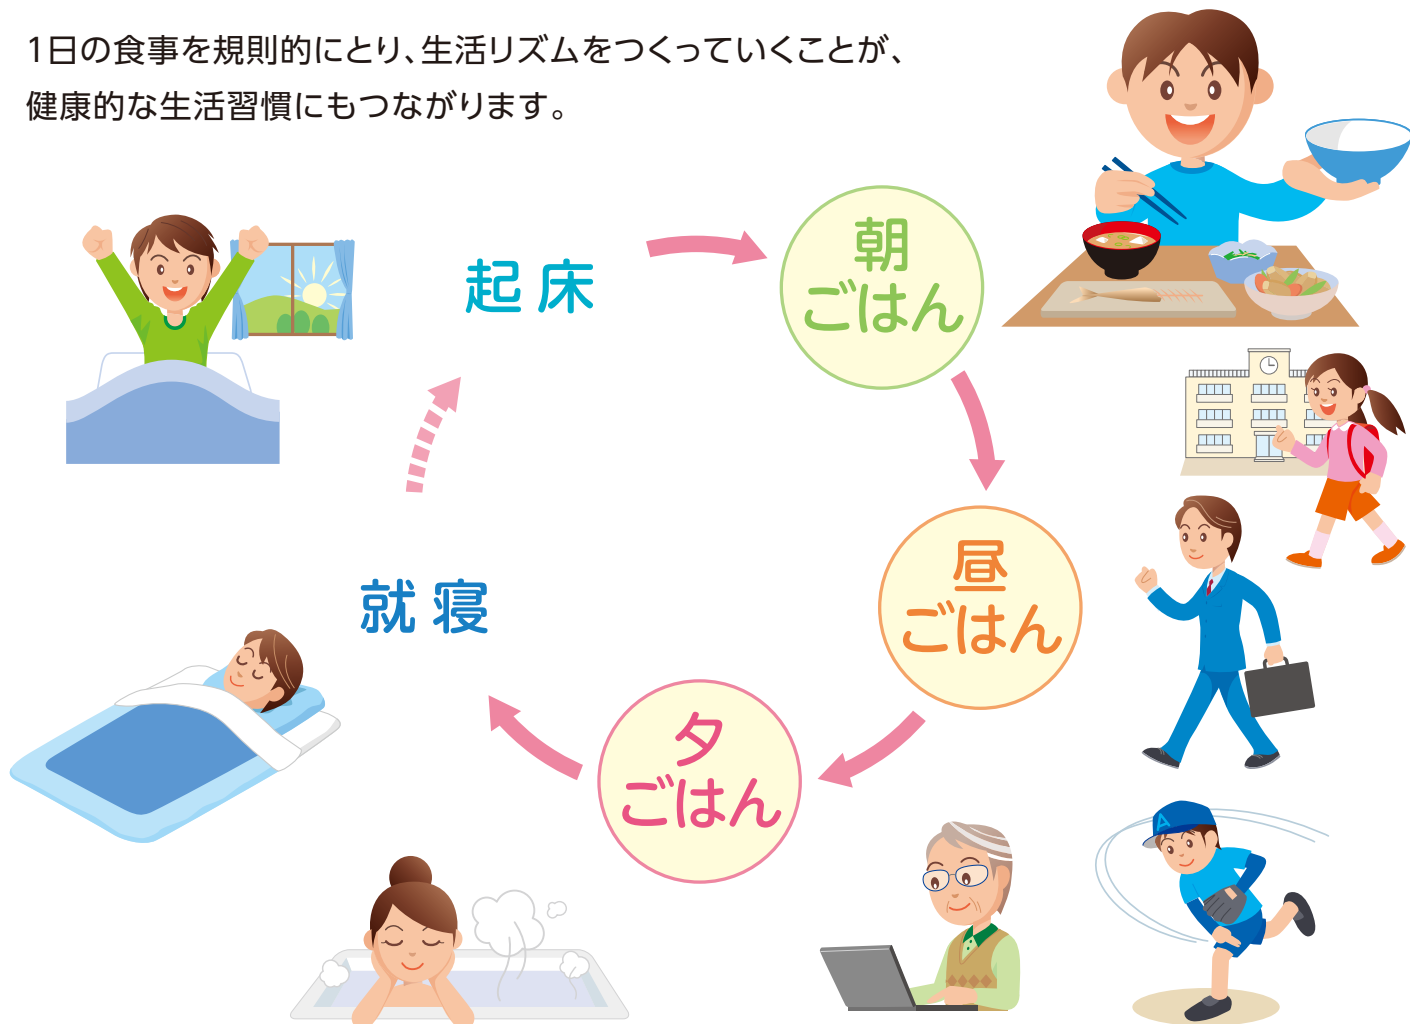 1日の食事を規則的にとり、生活リズムをつくっていくことが、
健康的な生活習慣にもつながります。
起床
朝
ごはん
昼
ごはん
夕
ごはん
就寝
A